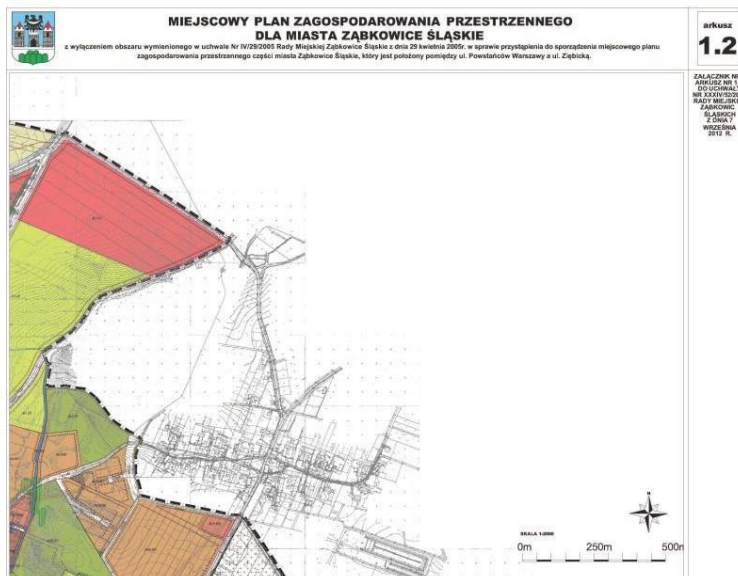 MIEJSCOWY PLAN ZAGOSPODAROWANIA PRZESTRZENNEGO
DLA MIASTA ZĄBKOWICE ŚLĄSKIE
z wyłączeniem obszaru wymienionego w uchwale Nr IV/29/2005 Rady Miejskiej Ząbkowice Śląskie z dnia 29 kwietnia 2005r. w sprawie przystąpienia do sporządzenia miejscowego planu
zagospodarowania przestrzennego części miasta Ząbkowice Śląskie, który jest położony pomiędzy ul. Powstańców Warszawy a ul. Ziębicką.
arkusz
1.2
ZAŁĄCZNIK NR
ARKUSZ NR 1.
DO UCHWAŁY
NR XXXIV/52/20
RADY MIEJSKI
ZĄBKOWIC
ŚLĄSKICH
Z DNIA 7
WRZEŚNIA
2012 R.
N
SKALA 1:2000
0m 250m 500m